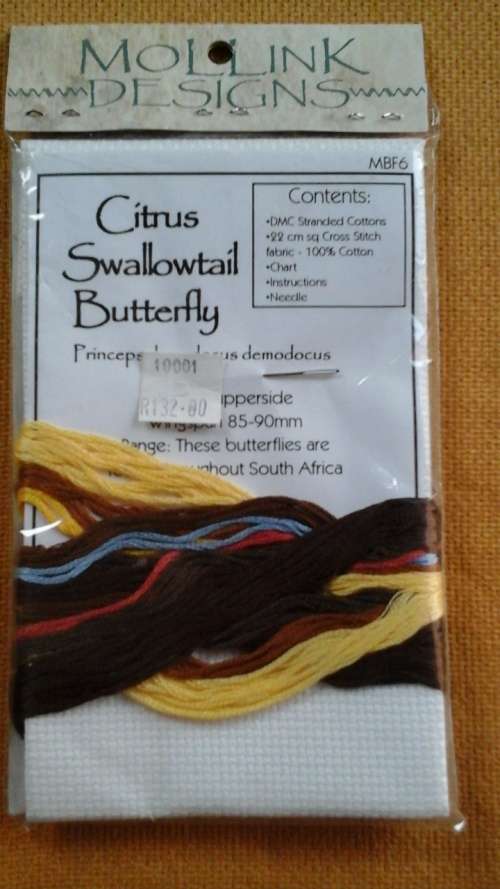 MOLLINK
DESIGNS
MBF6
Citrus
Swallowtail
Butterfly
Contents:
•DMC Stranded Cottons
•22 cm sq Cross Stitch
fabric - 100% Cotton
•Chart
•Instructions
•Needle
demodocus
10001
R132-00
upperside
wingspan 85-90mm
Range: These butterflies are
South Africa